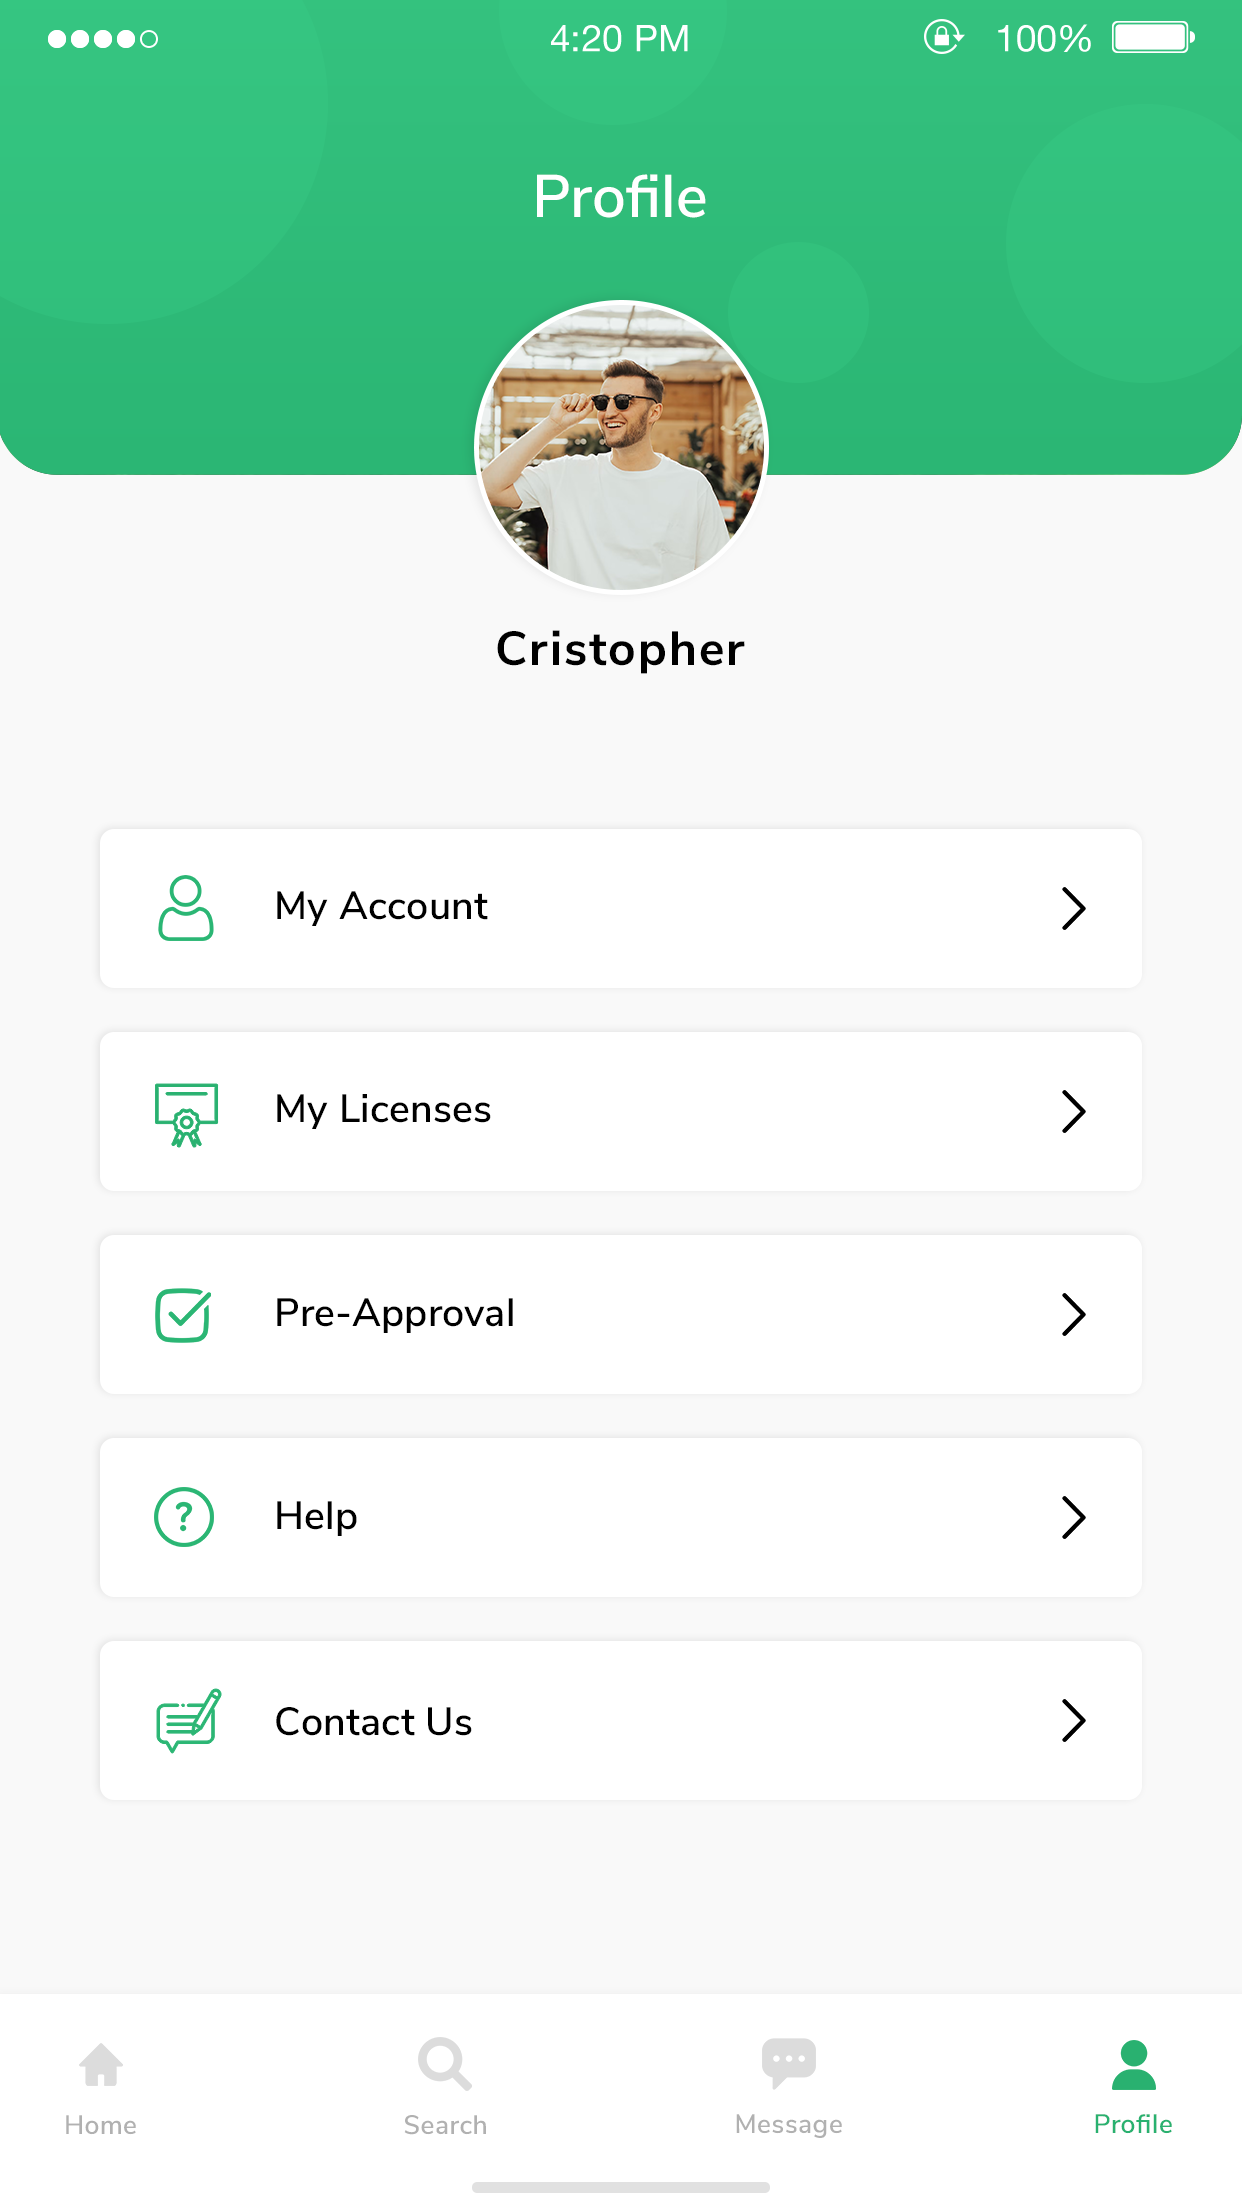 4:20 PM
100%
Profile
Cristopher
My Account
My Licenses
Pre-Approval
?
Help
Contact Us
Home
Search
Message
Profile